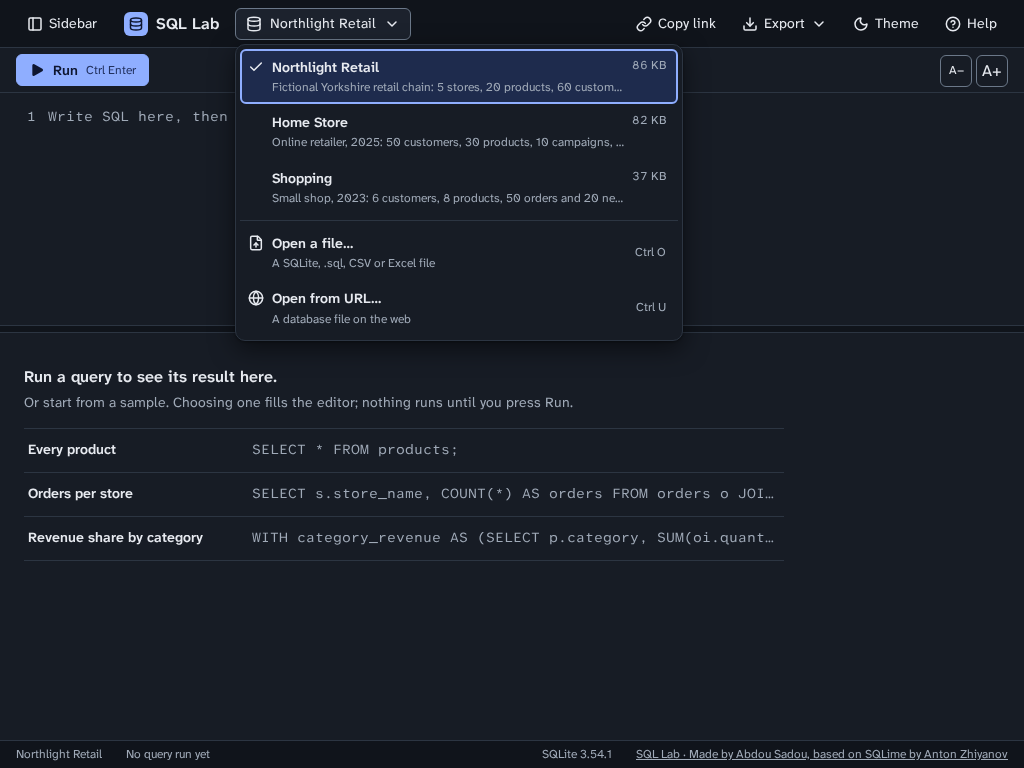 Sidebar
SQL Lab
Northlight Retail
Copy link
Export
Theme
Help
Run Ctrl Enter
A−
A+
Northlight Retail 86 KB
Fictional Yorkshire retail chain: 5 stores, 20 products, 60 custom…
1 Write SQL here, then
Home Store 82 KB
Online retailer, 2025: 50 customers, 30 products, 10 campaigns, …
Shopping 37 KB
Small shop, 2023: 6 customers, 8 products, 50 orders and 20 ne…
Open a file… Ctrl O
A SQLite, .sql, CSV or Excel file
Open from URL… Ctrl U
A database file on the web
Run a query to see its result here.
Or start from a sample. Choosing one fills the editor; nothing runs until you press Run.
Every product SELECT * FROM products;
Orders per store SELECT s.store_name, COUNT(*) AS orders FROM orders o JOI…
Revenue share by category WITH category_revenue AS (SELECT p.category, SUM(oi.quant…
Northlight Retail No query run yet SQLite 3.54.1 SQL Lab · Made by Abdou Sadou, based on SQLime by Anton Zhiyanov